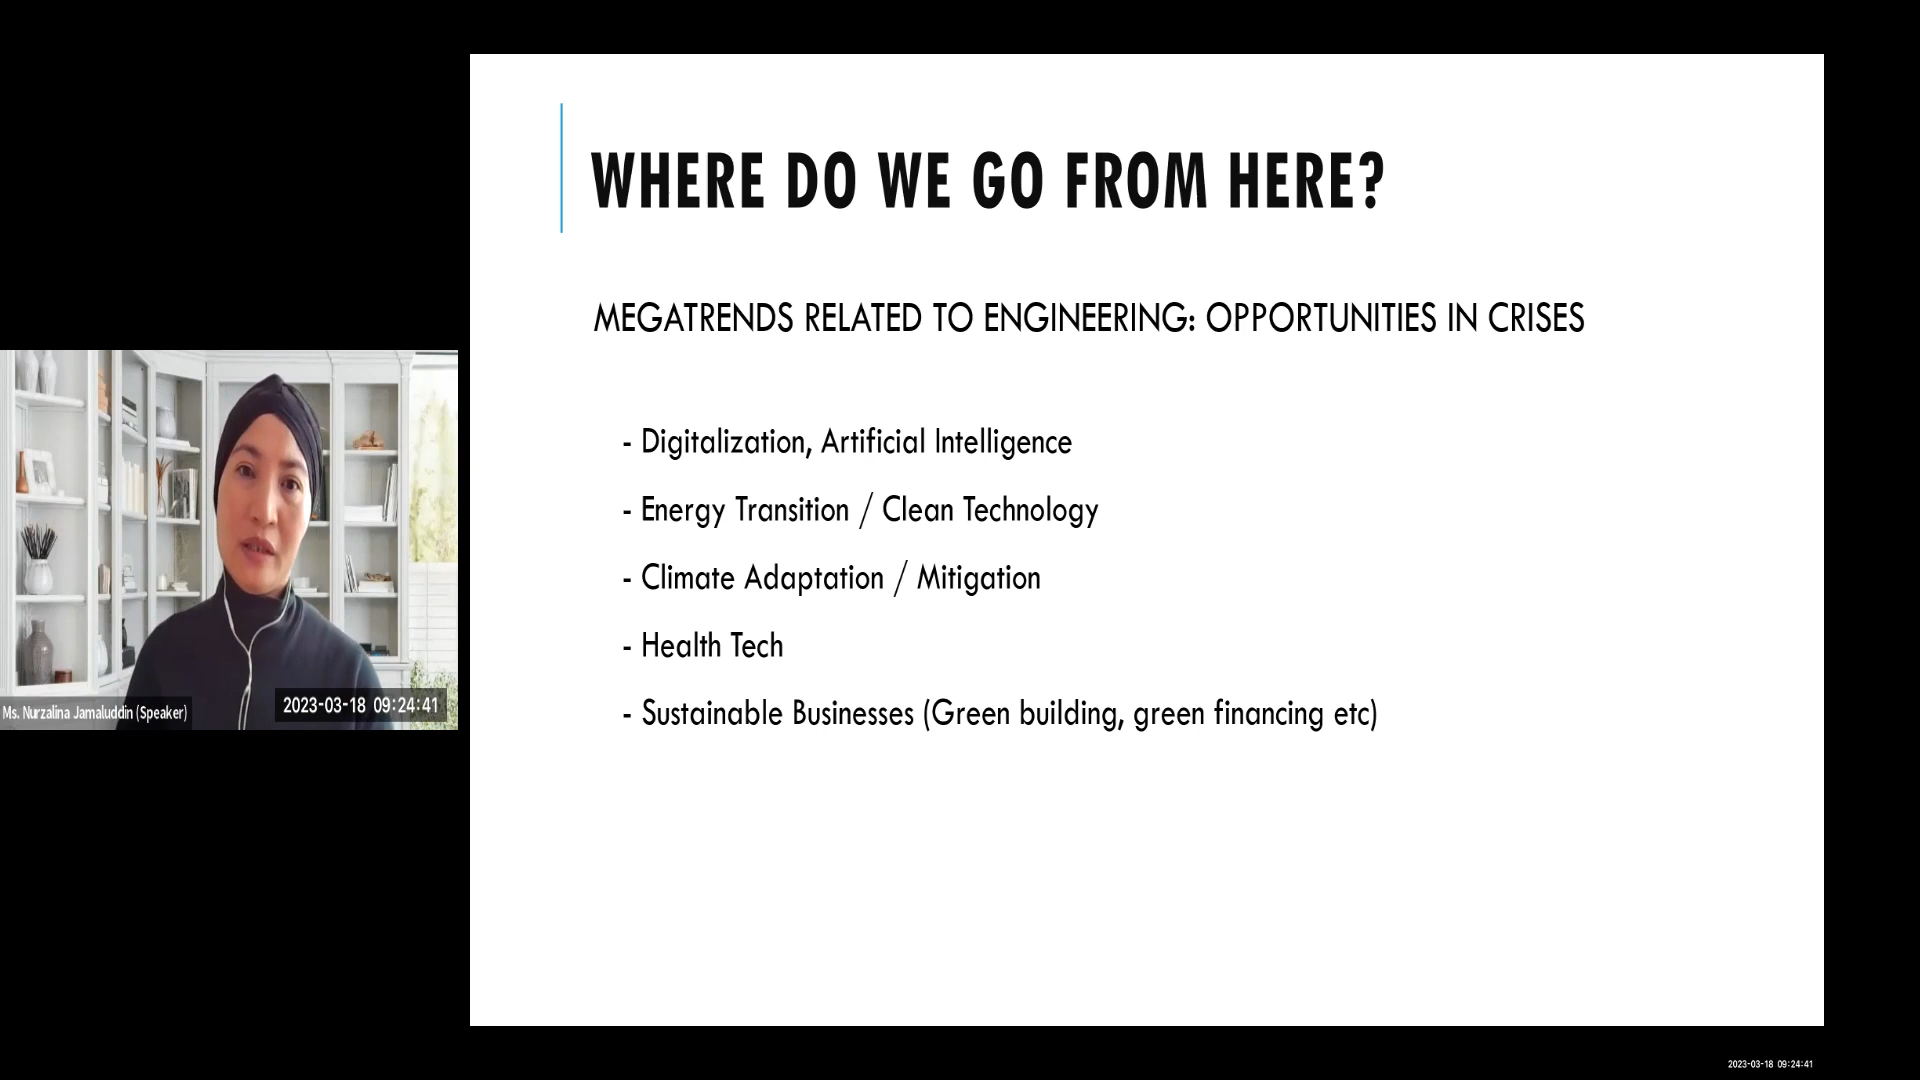 WHERE DO WE GO FROM HERE?
MEGATRENDS RELATED TO ENGINEERING: OPPORTUNITIES IN CRISES
- Digitalization, Artificial Intelligence
- Energy Transition / Clean Technology
- Climate Adaptation / Mitigation
- Health Tech
- Sustainable Businesses (Green building, green financing etc)
Ms. Nurzalina Jamaluddin (Speaker)
2023-03-18 09:24:41
2023-03-18 09:24:41